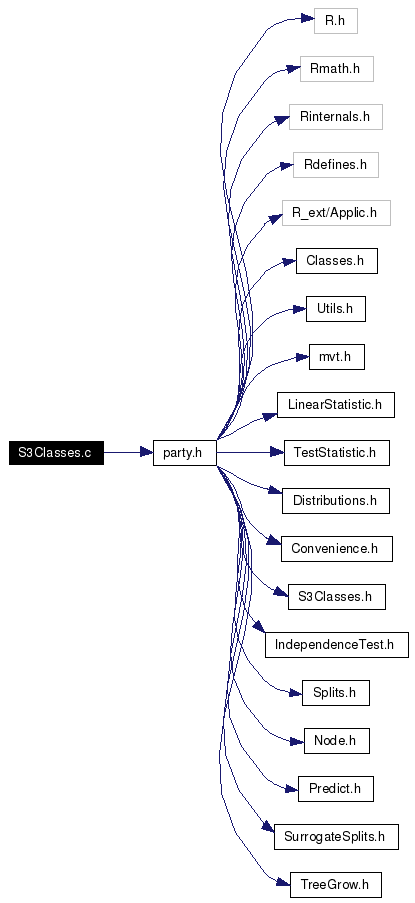 R.h
Rmath.h
Rinternals.h
Rdefines.h
R_ext/Applic.h
Classes.h
Utils.h
mvt.h
LinearStatistic.h
S3Classes.c
party.h
TestStatistic.h
Distributions.h
Convenience.h
S3Classes.h
IndependenceTest.h
Splits.h
Node.h
Predict.h
SurrogateSplits.h
TreeGrow.h